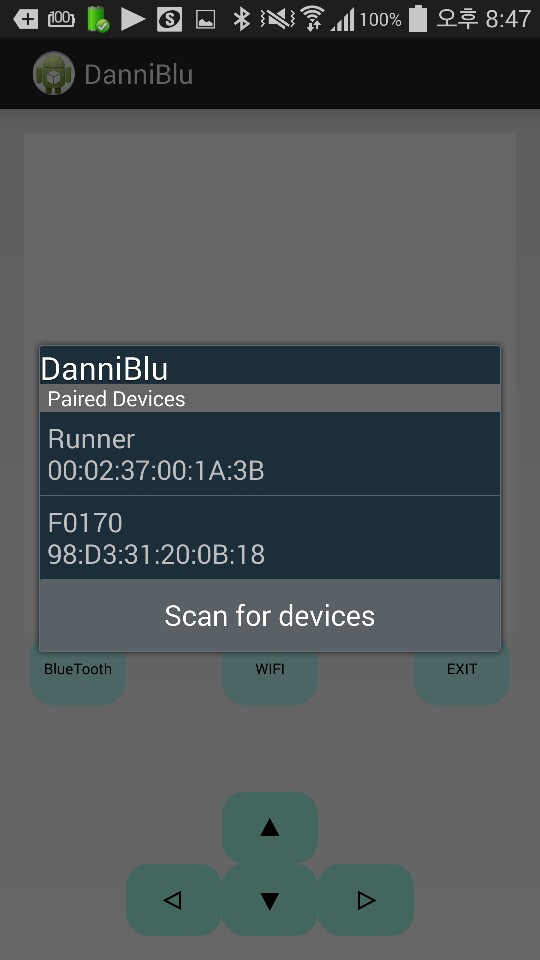 100
100%
오후 8:47
DanniBlu
DanniBlu
Paired Devices
Runner
00:02:37:00:1A:3B
F0170
98:D3:31:20:0B:18
Scan for devices
BlueTooth
WIFI
EXIT